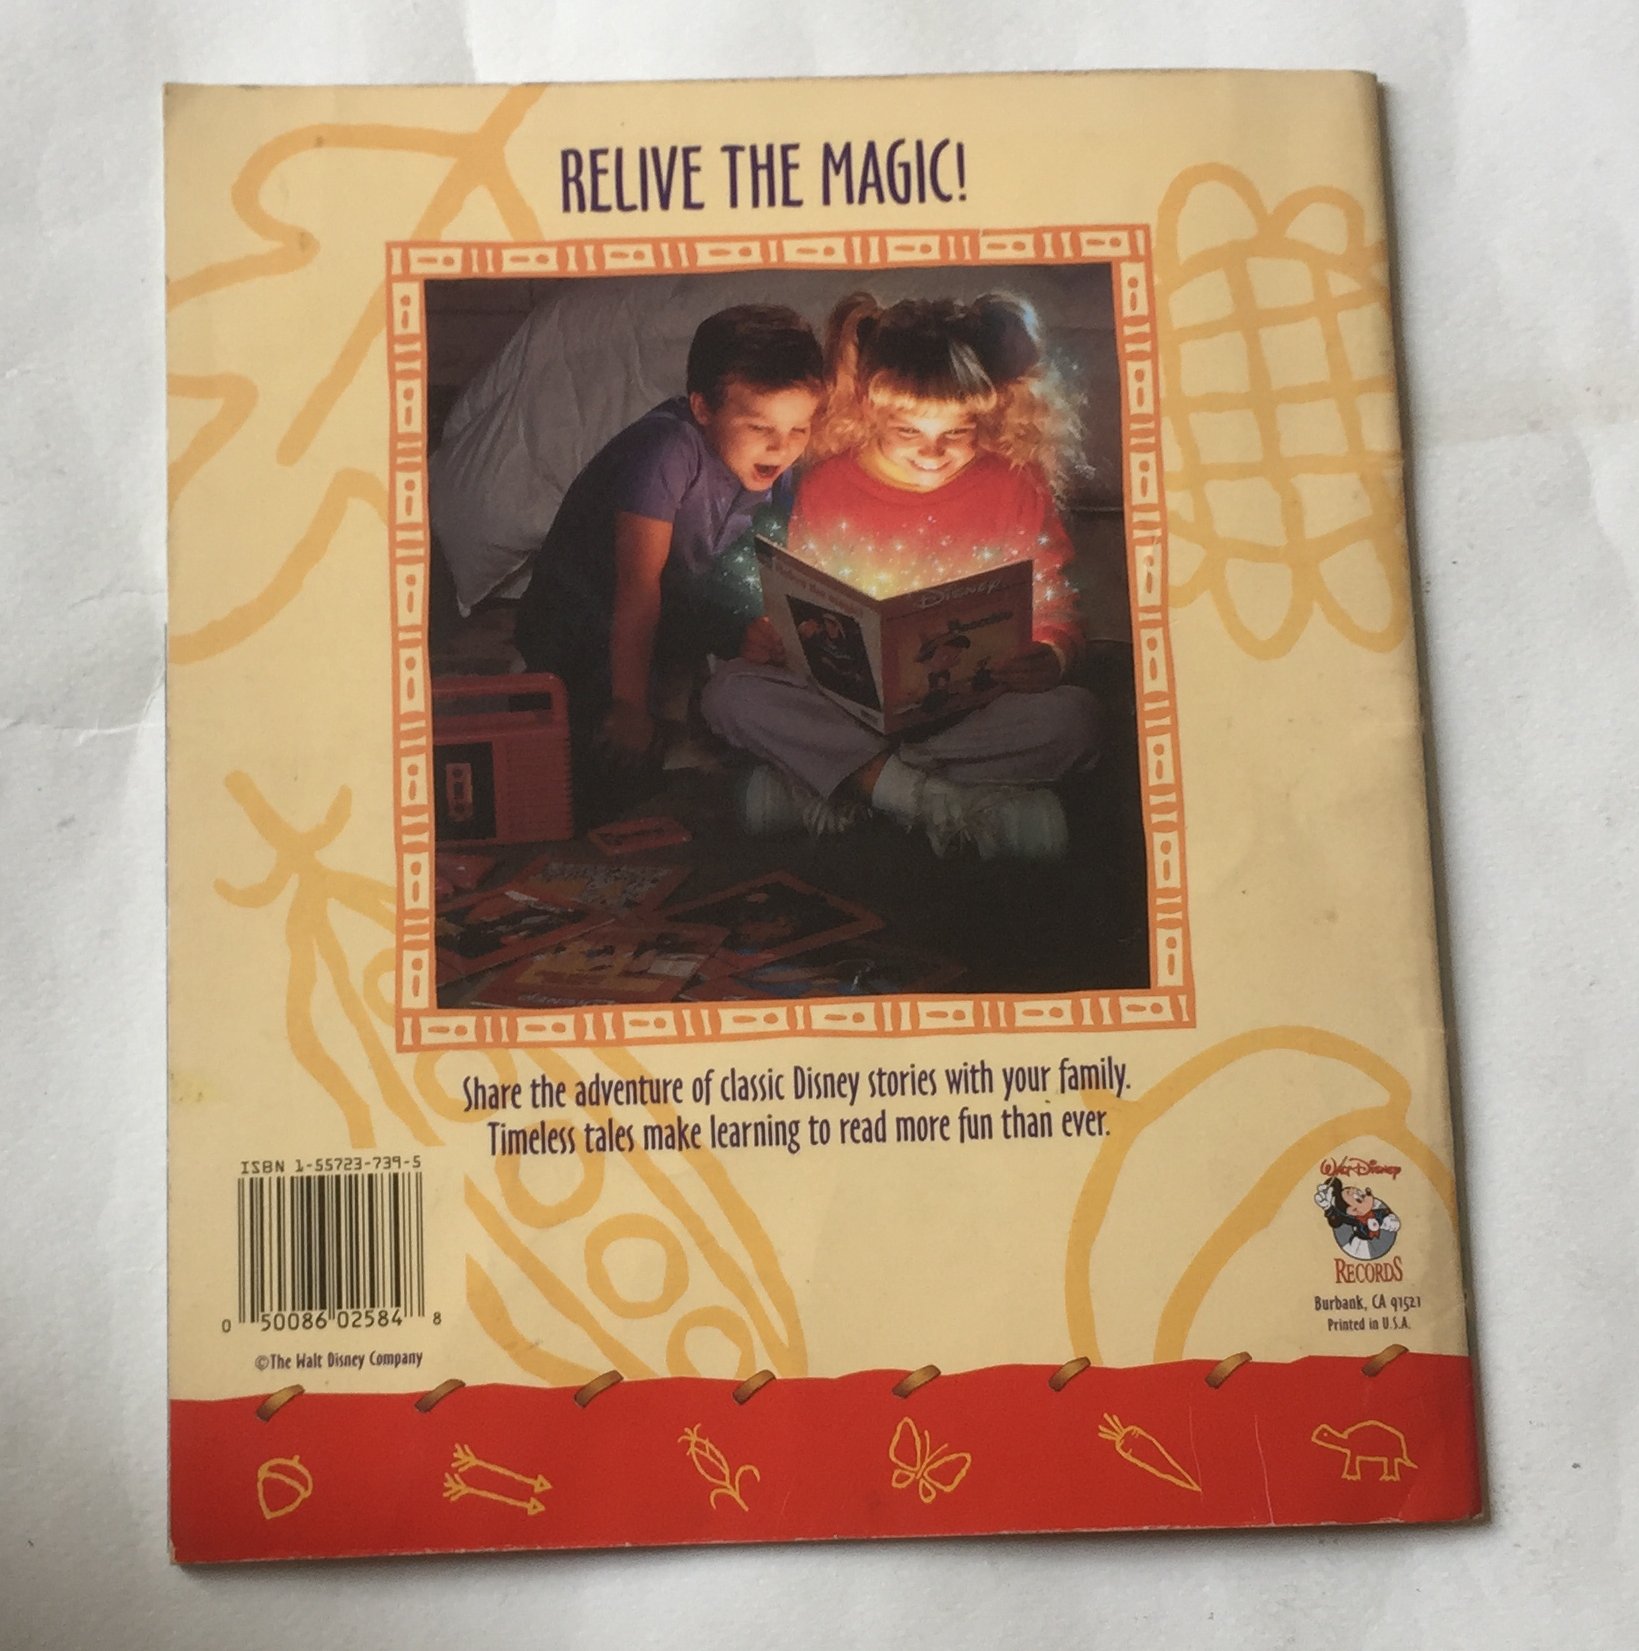 RELIVE THE MAGIC!
DISNEY
Share the adventure of classic Disney stories with your family.
Timeless tales make learning to read more fun than ever.
ISBN 1-55723-739-5
0 50086 02584 8
©The Walt Disney Company
WALT DISNEY
RECORDS
Burbank, CA 91521
Printed in U.S.A.